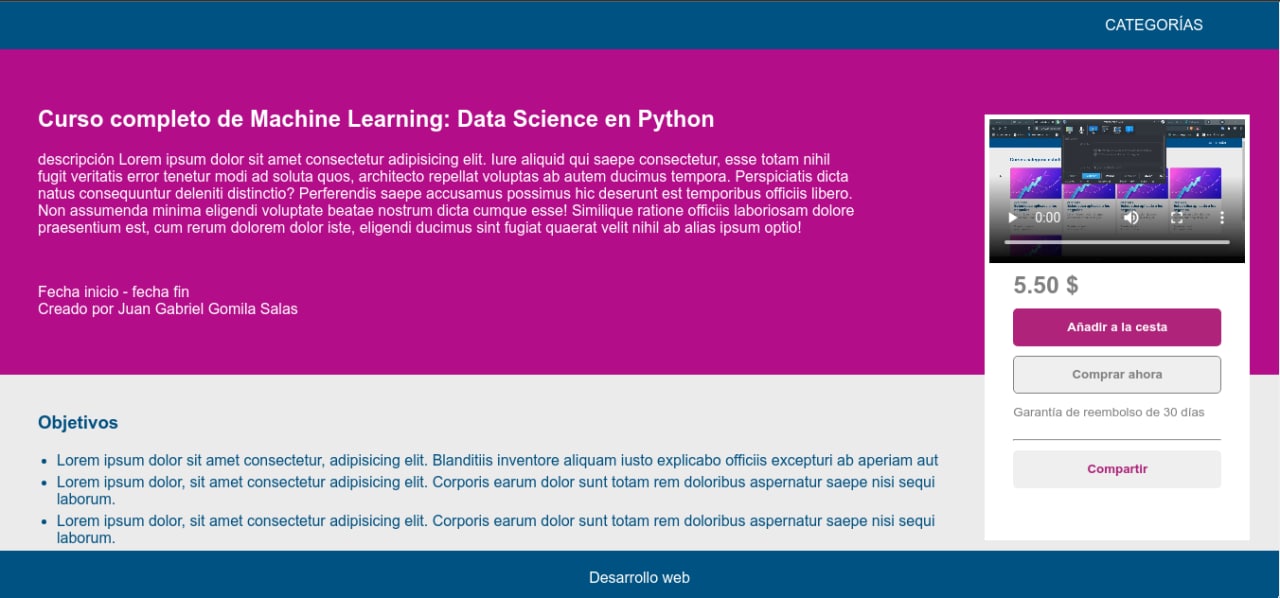 CATEGORÍAS
Curso completo de Machine Learning: Data Science en Python
descripción Lorem ipsum dolor sit amet consectetur adipisicing elit. Iure aliquid qui saepe consectetur, esse totam nihil
fugit veritatis error tenetur modi ad soluta quos, architecto repellat voluptas ab autem ducimus tempora. Perspiciatis dicta
natus consequuntur deleniti distinctio? Perferendis saepe accusamus possimus hic deserunt est temporibus officiis libero.
Non assumenda minima eligendi voluptate beatae nostrum dicta cumque esse! Similique ratione officiis laboriosam dolore
praesentium est, cum rerum dolorem dolor iste, eligendi ducimus sint fugiat quaerat velit nihil ab alias ipsum optio!
Fecha inicio - fecha fin
Creado por Juan Gabriel Gomila Salas
0:00
5.50 $
Añadir a la cesta
Comprar ahora
Garantía de reembolso de 30 días
Compartir
Objetivos
Lorem ipsum dolor sit amet consectetur, adipisicing elit. Blanditiis inventore aliquam iusto explicabo officiis excepturi ab aperiam aut
Lorem ipsum dolor, sit amet consectetur adipisicing elit. Corporis earum dolor sunt totam rem doloribus aspernatur saepe nisi sequi
laborum.
Lorem ipsum dolor, sit amet consectetur adipisicing elit. Corporis earum dolor sunt totam rem doloribus aspernatur saepe nisi sequi
laborum.
Desarrollo web